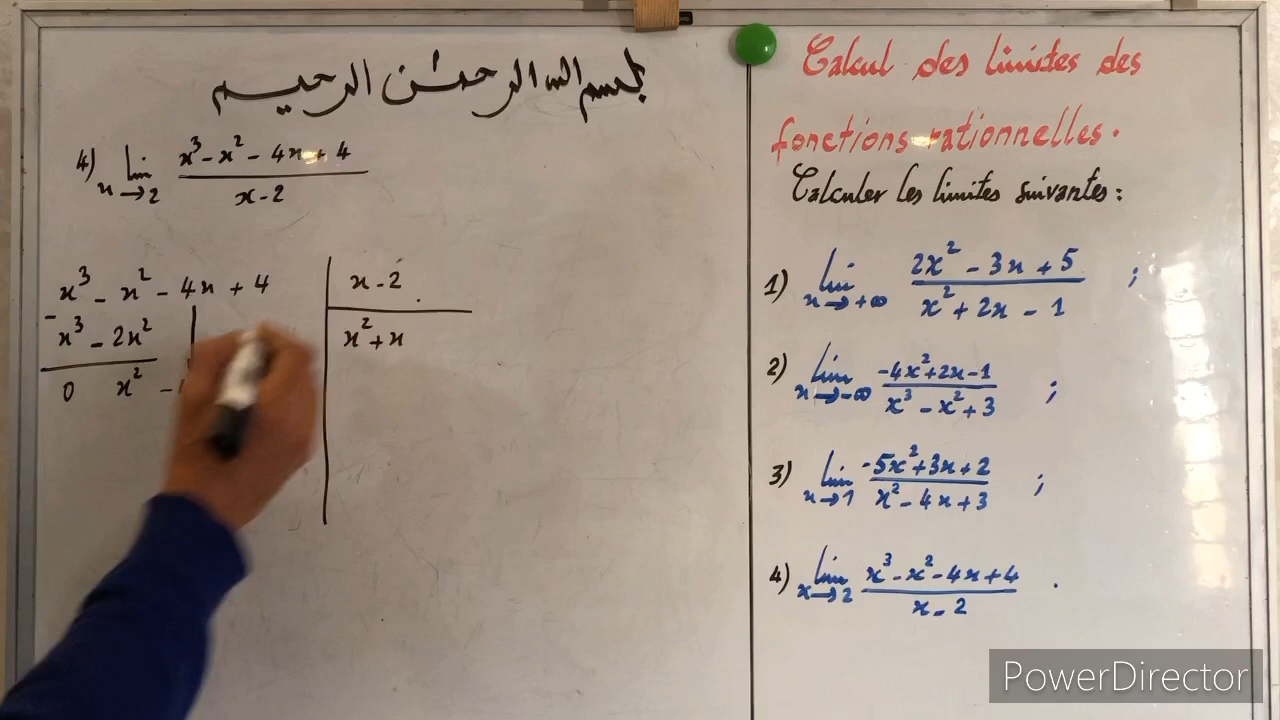 بسم الله الرحمن الرحيم
4) lim x→2 (x³ - x² - 4x + 4) / (x - 2)
x³ - x² - 4x + 4 | x - 2
- x³ - 2x² | x² + x
0 x² -
Calcul des limites des
fonctions rationnelles.
Calculer les limites suivantes :
1) lim x→+∞ (2x² - 3x + 5) / (x² + 2x - 1) ;
2) lim x→-∞ (-4x² + 2x - 1) / (x³ - x² + 3) ;
3) lim x→1 (-5x² + 3x + 2) / (x² - 4x + 3) ;
4) lim x→2 (x³ - x² - 4x + 4) / (x - 2) .
PowerDirector